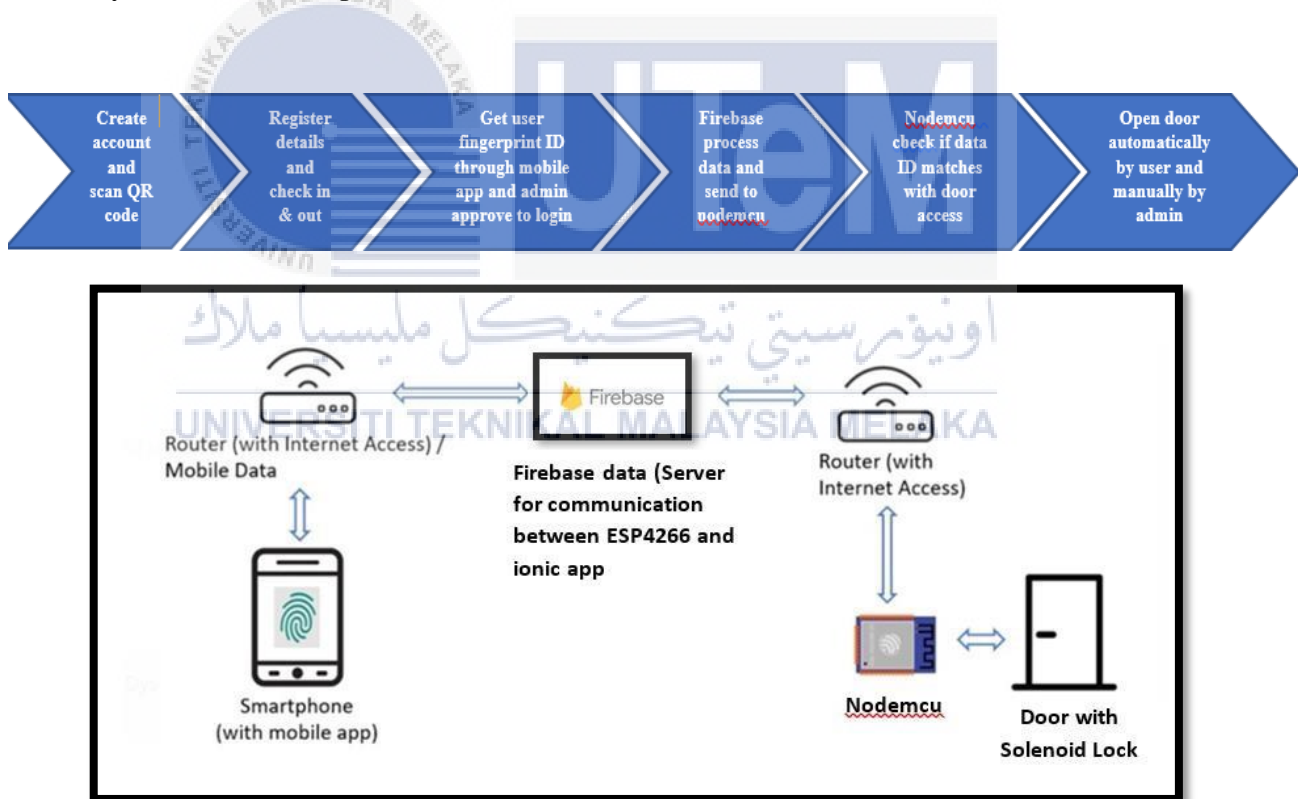 UNIVERSITI TEKNIKAL MALAYSIA MELAKA
UTeM
Create
account
and
scan QR
code
Register
details
and
check in
& out
Get user
fingerprint ID
through mobile
app and admin
approve to login
Firebase
process
data and
send to
nodemcu
Nodemcu
check if data
ID matches
with door
access
Open door
automatically
by user and
manually by
admin
اونيۏرسيتي تيكنيكل مليسيا ملاك
UNIVERSITI TEKNIKAL MALAYSIA MELAKA
Router (with Internet Access) /
Mobile Data
Firebase
Firebase data (Server
for communication
between ESP4266 and
ionic app
Router (with
Internet Access)
Smartphone
(with mobile app)
Nodemcu
Door with
Solenoid Lock